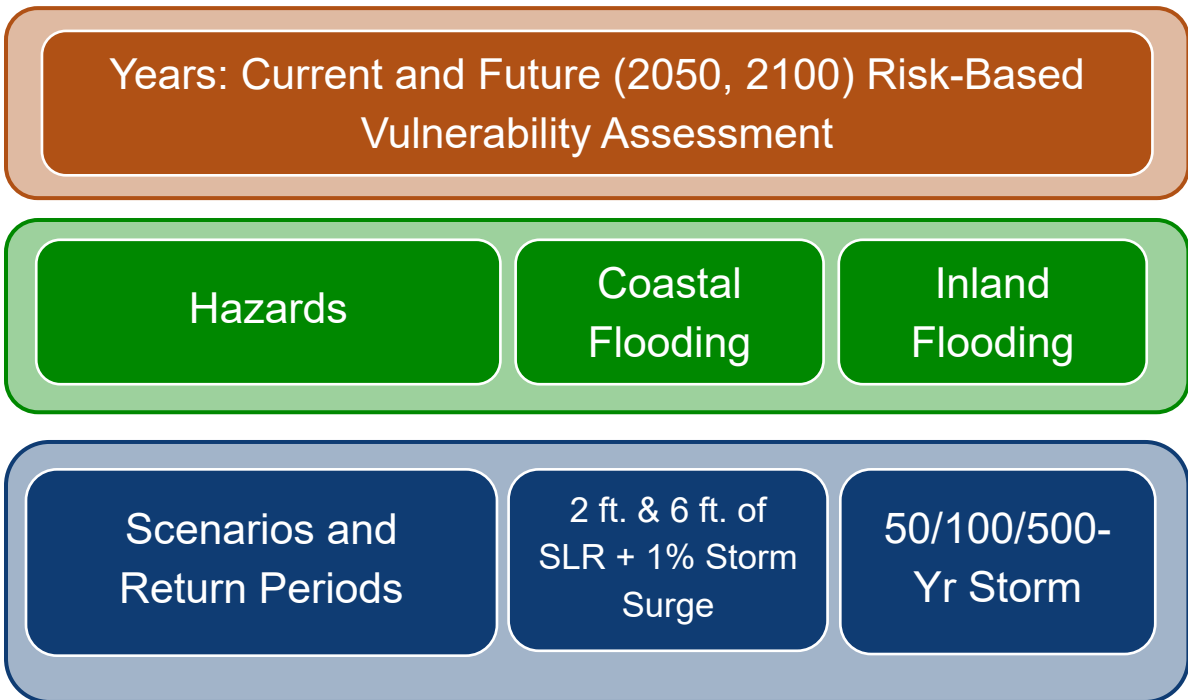 Years: Current and Future (2050, 2100) Risk-Based
Vulnerability Assessment
Hazards
Coastal
Flooding
Inland
Flooding
Scenarios and
Return Periods
2 ft. & 6 ft. of
SLR + 1% Storm
Surge
50/100/500-
Yr Storm